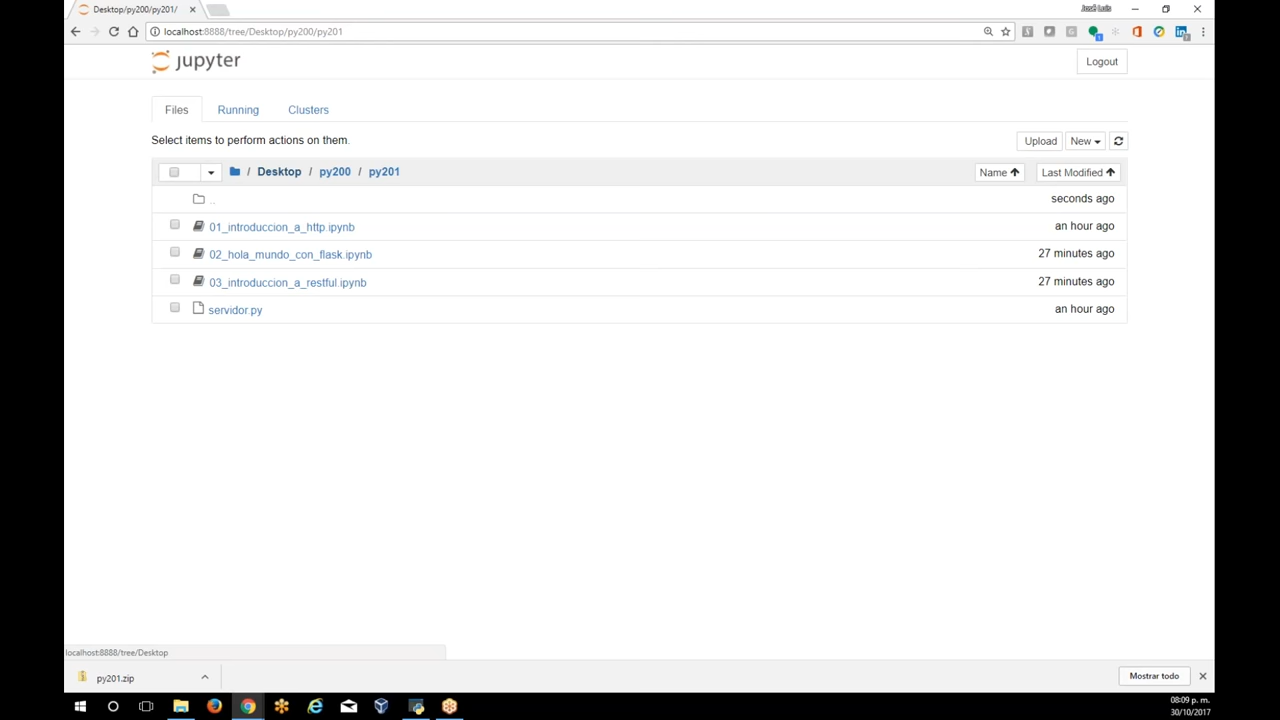 Desktop/py200/py201/
José Luis
localhost:8888/tree/Desktop/py200/py201
jupyter
Logout
Files Running Clusters
Select items to perform actions on them.
Upload New
/ Desktop / py200 / py201
Name Last Modified
..
seconds ago
01_introduccion_a_http.ipynb
an hour ago
02_hola_mundo_con_flask.ipynb
27 minutes ago
03_introduccion_a_restful.ipynb
27 minutes ago
servidor.py
an hour ago
localhost:8888/tree/Desktop
py201.zip
Mostrar todo
08:09 p. m.
30/10/2017